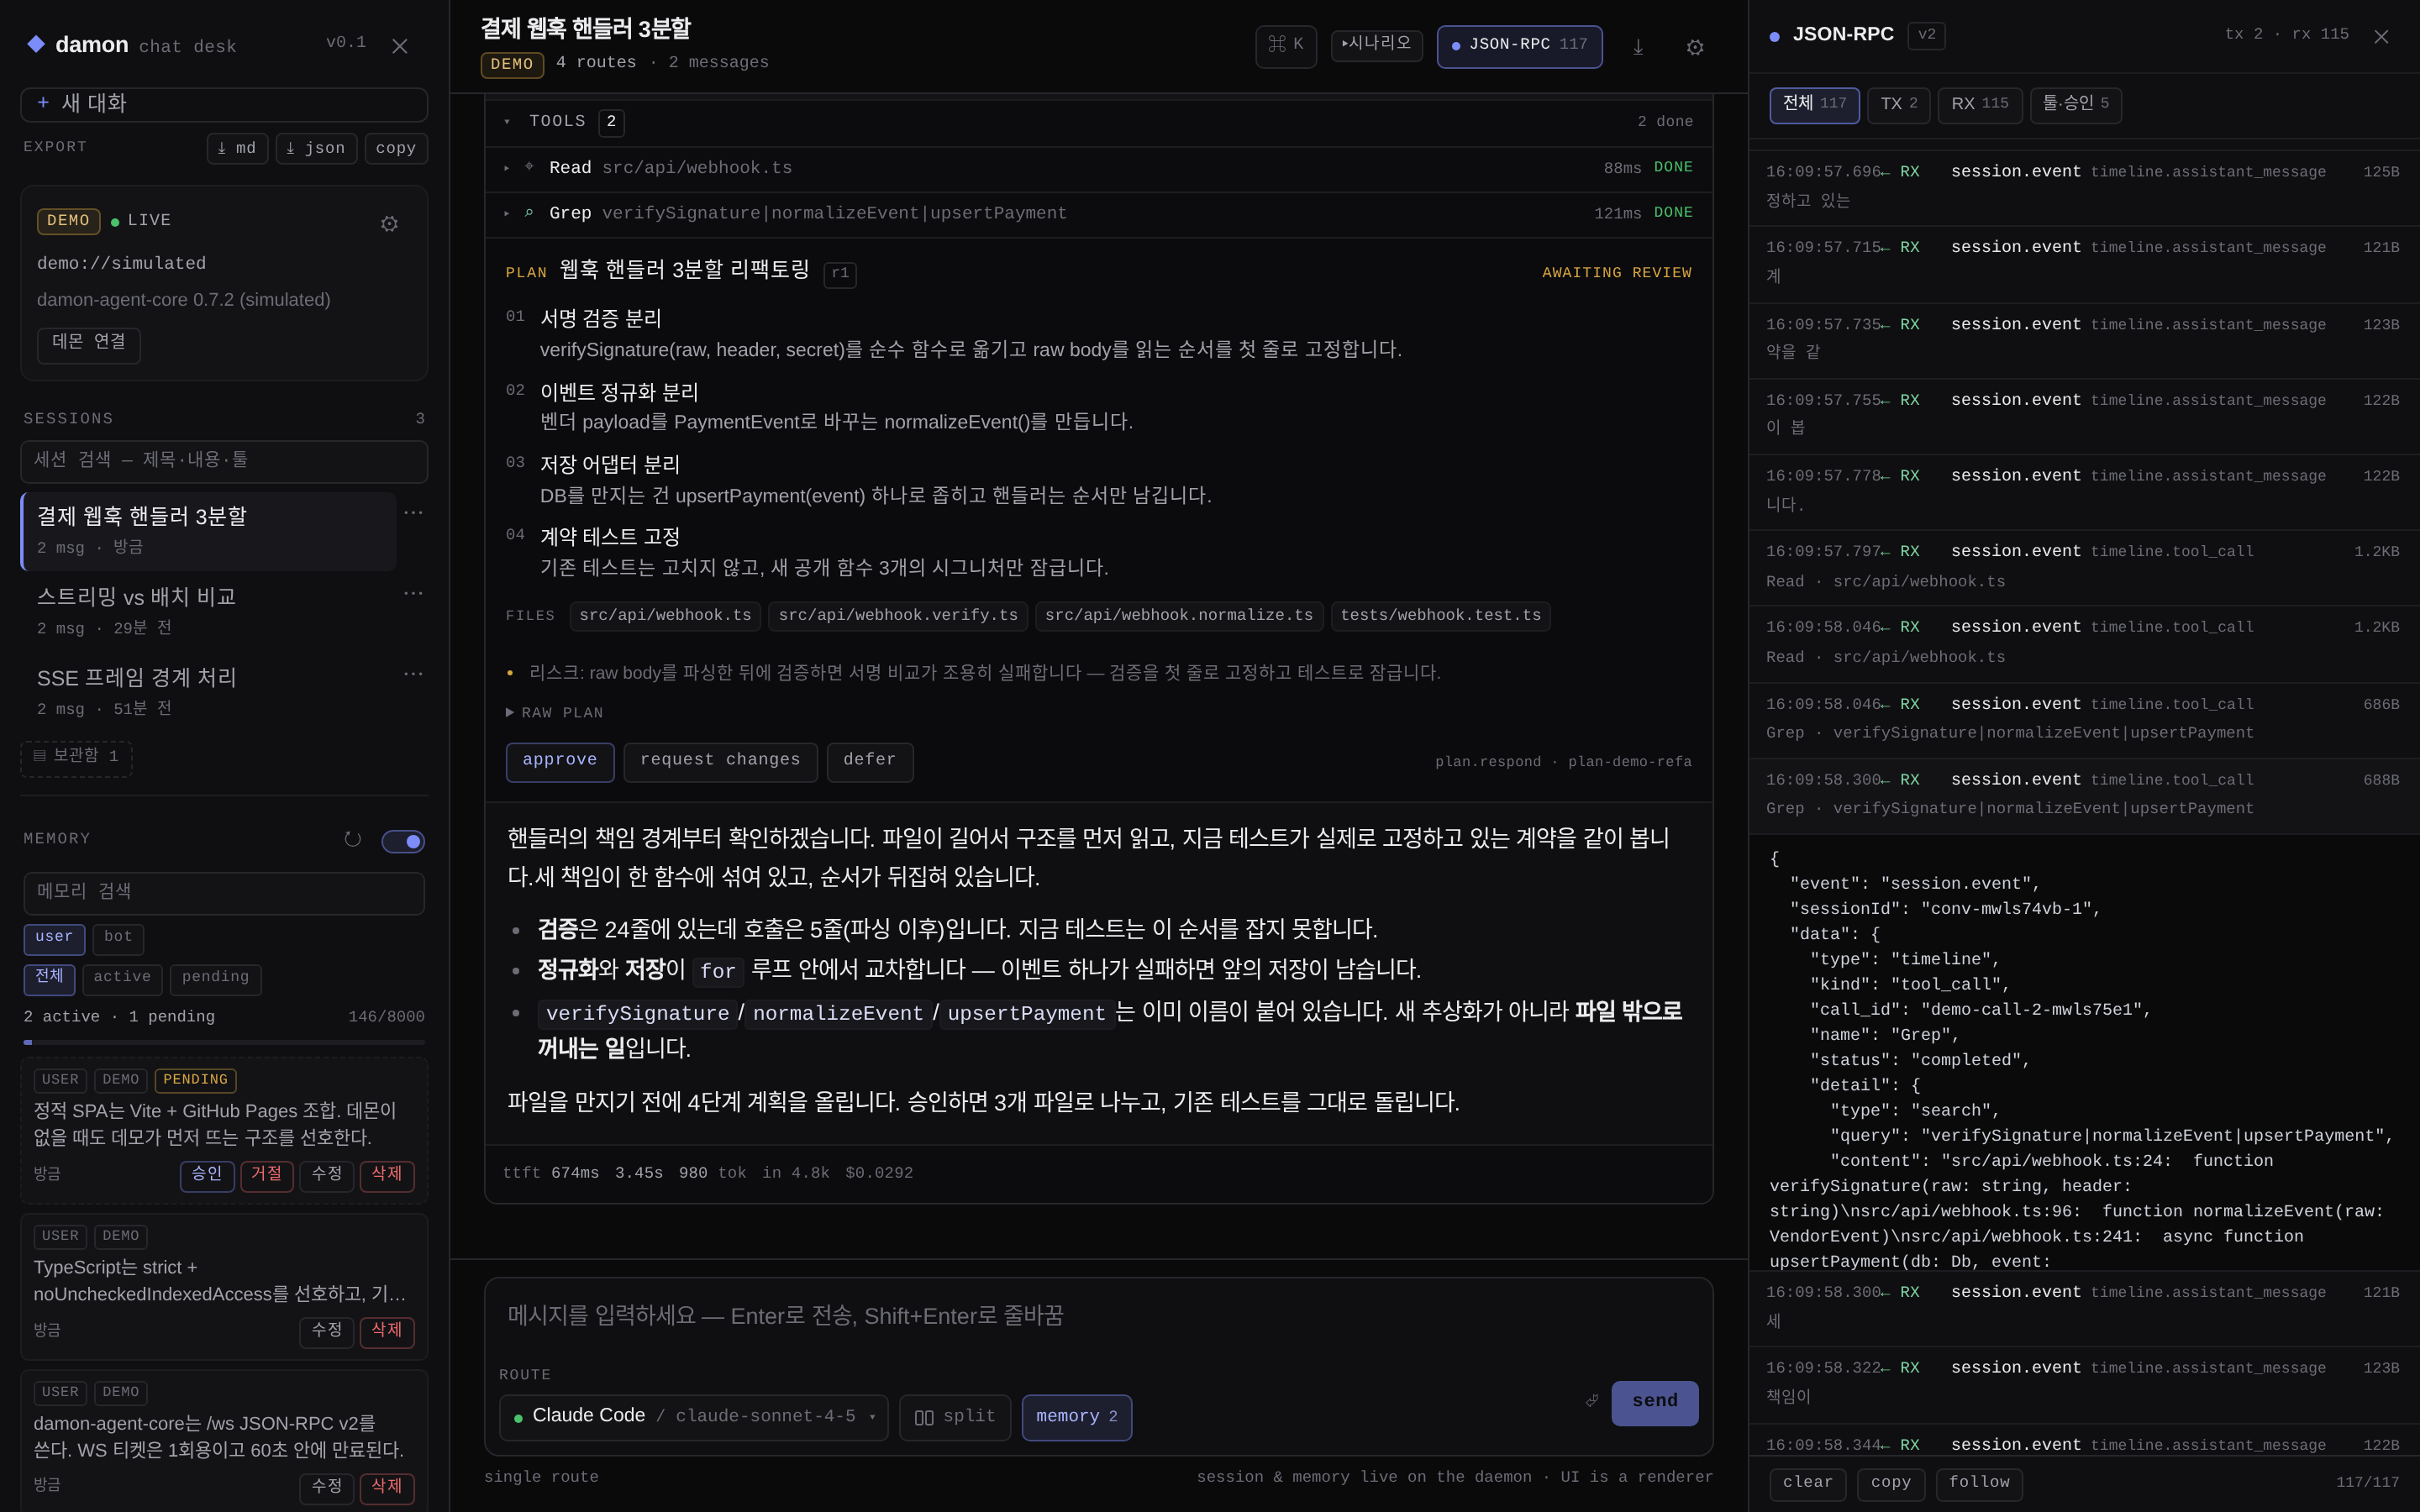 damon chat desk v0.1
+ 새 대화
EXPORT ↓ md ↓ json copy
DEMO LIVE
demo://simulated
damon-agent-core 0.7.2 (simulated)
데몬 연결
SESSIONS 3
세션 검색 — 제목·내용·툴
결제 웹훅 핸들러 3분할 ···
2 msg · 방금
스트리밍 vs 배치 비교 ···
2 msg · 29분 전
SSE 프레임 경계 처리 ···
2 msg · 51분 전
보관함 1
MEMORY
메모리 검색
user bot
전체 active pending
2 active · 1 pending 146/8000
USER DEMO PENDING
정적 SPA는 Vite + GitHub Pages 조합. 데몬이
없을 때도 데모가 먼저 뜨는 구조를 선호한다.
방금 승인 거절 수정 삭제
USER DEMO
TypeScript는 strict +
noUncheckedIndexedAccess를 선호하고, 기…
방금 수정 삭제
USER DEMO
damon-agent-core는 /ws JSON-RPC v2를
쓴다. WS 티켓은 1회용이고 60초 안에 만료된다.
방금 수정 삭제
결제 웹훅 핸들러 3분할
DEMO 4 routes · 2 messages
⌘ K ▸시나리오 JSON-RPC 117
TOOLS 2 2 done
Read src/api/webhook.ts 88ms DONE
Grep verifySignature|normalizeEvent|upsertPayment 121ms DONE
PLAN 웹훅 핸들러 3분할 리팩토링 r1 AWAITING REVIEW
01 서명 검증 분리
verifySignature(raw, header, secret)를 순수 함수로 옮기고 raw body를 읽는 순서를 첫 줄로 고정합니다.
02 이벤트 정규화 분리
벤더 payload를 PaymentEvent로 바꾸는 normalizeEvent()를 만듭니다.
03 저장 어댑터 분리
DB를 만지는 건 upsertPayment(event) 하나로 좁히고 핸들러는 순서만 남깁니다.
04 계약 테스트 고정
기존 테스트는 고치지 않고, 새 공개 함수 3개의 시그니처만 잠급니다.
FILES src/api/webhook.ts src/api/webhook.verify.ts src/api/webhook.normalize.ts tests/webhook.test.ts
• 리스크: raw body를 파싱한 뒤에 검증하면 서명 비교가 조용히 실패합니다 — 검증을 첫 줄로 고정하고 테스트로 잠급니다.
▶ RAW PLAN
approve request changes defer plan.respond · plan-demo-refa
핸들러의 책임 경계부터 확인하겠습니다. 파일이 길어서 구조를 먼저 읽고, 지금 테스트가 실제로 고정하고 있는 계약을 같이 봅니
다.세 책임이 한 함수에 섞여 있고, 순서가 뒤집혀 있습니다.
• 검증은 24줄에 있는데 호출은 5줄(파싱 이후)입니다. 지금 테스트는 이 순서를 잡지 못합니다.
• 정규화와 저장이 for 루프 안에서 교차합니다 — 이벤트 하나가 실패하면 앞의 저장이 남습니다.
• verifySignature/normalizeEvent/upsertPayment는 이미 이름이 붙어 있습니다. 새 추상화가 아니라 파일 밖으로
꺼내는 일입니다.
파일을 만지기 전에 4단계 계획을 올립니다. 승인하면 3개 파일로 나누고, 기존 테스트를 그대로 돌립니다.
ttft 674ms 3.45s 980 tok in 4.8k $0.0292
메시지를 입력하세요 — Enter로 전송, Shift+Enter로 줄바꿈
ROUTE
Claude Code / claude-sonnet-4-5 ▾ split memory 2 send
single route session & memory live on the daemon · UI is a renderer
JSON-RPC v2 tx 2 · rx 115
전체 117 TX 2 RX 115 툴·승인 5
16:09:57.696← RX session.event timeline.assistant_message 125B
정하고 있는
16:09:57.715← RX session.event timeline.assistant_message 121B
계
16:09:57.735← RX session.event timeline.assistant_message 123B
약을 같
16:09:57.755← RX session.event timeline.assistant_message 122B
이 봅
16:09:57.778← RX session.event timeline.assistant_message 122B
니다.
16:09:57.797← RX session.event timeline.tool_call 1.2KB
Read · src/api/webhook.ts
16:09:58.046← RX session.event timeline.tool_call 1.2KB
Read · src/api/webhook.ts
16:09:58.046← RX session.event timeline.tool_call 686B
Grep · verifySignature|normalizeEvent|upsertPayment
16:09:58.300← RX session.event timeline.tool_call 688B
Grep · verifySignature|normalizeEvent|upsertPayment
{
"event": "session.event",
"sessionId": "conv-mwls74vb-1",
"data": {
"type": "timeline",
"kind": "tool_call",
"call_id": "demo-call-2-mwls75e1",
"name": "Grep",
"status": "completed",
"detail": {
"type": "search",
"query": "verifySignature|normalizeEvent|upsertPayment",
"content": "src/api/webhook.ts:24:  function
verifySignature(raw: string, header:
string)\nsrc/api/webhook.ts:96:  function normalizeEvent(raw:
VendorEvent)\nsrc/api/webhook.ts:241:  async function
upsertPayment(db: Db, event:
16:09:58.300← RX session.event timeline.assistant_message 121B
세
16:09:58.322← RX session.event timeline.assistant_message 123B
책임이
16:09:58.344← RX session.event timeline.assistant_message 122B
clear copy follow 117/117